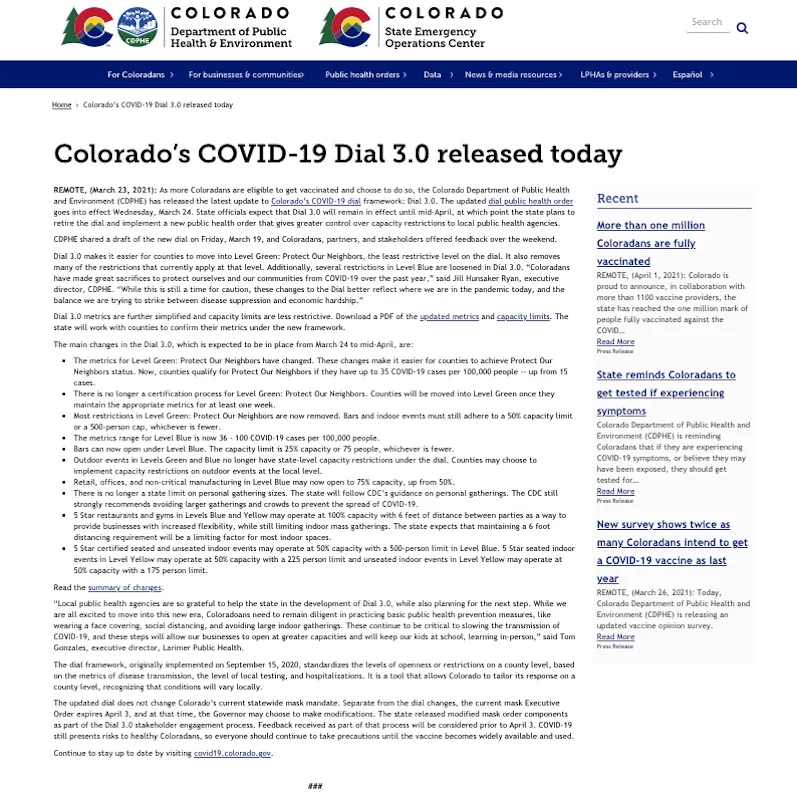 COLORADO
Department of Public
Health & Environment
CDPHE
COLORADO
State Emergency
Operations Center
Search
For Coloradans
For businesses & communities
Public health orders
Data
News & media resources
LPHAs & providers
Español
Home › Colorado's COVID-19 Dial 3.0 released today
Colorado's COVID-19 Dial 3.0 released today
REMOTE, (March 23, 2021): As more Coloradans are eligible to get vaccinated and choose to do so, the Colorado Department of Public Health
and Environment (CDPHE) has released the latest update to Colorado's COVID-19 dial framework: Dial 3.0. The updated dial public health order
goes into effect Wednesday, March 24. State officials expect that Dial 3.0 will remain in effect until mid-April, at which point the state plans to
retire the dial and implement a new public health order that gives greater control over capacity restrictions to local public health agencies.
CDPHE shared a draft of the new dial on Friday, March 19, and Coloradans, partners, and stakeholders offered feedback over the weekend.
Dial 3.0 makes it easier for counties to move into Level Green: Protect Our Neighbors, the least restrictive level on the dial. It also removes
many of the restrictions that currently apply at that level. Additionally, several restrictions in Level Blue are loosened in Dial 3.0. “Coloradans
have made great sacrifices to protect ourselves and our communities from COVID-19 over the past year,” said Jill Hunsaker Ryan, executive
director, CDPHE. “While this is still a time for caution, these changes to the Dial better reflect where we are in the pandemic today, and the
balance we are trying to strike between disease suppression and economic hardship.”
Dial 3.0 metrics are further simplified and capacity limits are less restrictive. Download a PDF of the updated metrics and capacity limits. The
state will work with counties to confirm their metrics under the new framework.
The main changes in the Dial 3.0, which is expected to be in place from March 24 to mid-April, are:
• The metrics for Level Green: Protect Our Neighbors have changed. These changes make it easier for counties to achieve Protect Our
Neighbors status. Now, counties qualify for Protect Our Neighbors if they have up to 35 COVID-19 cases per 100,000 people -- up from 15
cases.
• There is no longer a certification process for Level Green: Protect Our Neighbors. Counties will be moved into Level Green once they
maintain the appropriate metrics for at least one week.
• Most restrictions in Level Green: Protect Our Neighbors are now removed. Bars and indoor events must still adhere to a 50% capacity limit
or a 500-person cap, whichever is fewer.
• The metrics range for Level Blue is now 36 - 100 COVID-19 cases per 100,000 people.
• Bars can now open under Level Blue. The capacity limit is 25% capacity or 75 people, whichever is fewer.
• Outdoor events in Levels Green and Blue no longer have state-level capacity restrictions under the dial. Counties may choose to
implement capacity restrictions on outdoor events at the local level.
• Retail, offices, and non-critical manufacturing in Level Blue may now open to 75% capacity, up from 50%.
• There is no longer a state limit on personal gathering sizes. The state will follow CDC's guidance on personal gatherings. The CDC still
strongly recommends avoiding larger gatherings and crowds to prevent the spread of COVID-19.
• 5 Star restaurants and gyms in Levels Blue and Yellow may operate at 100% capacity with 6 feet of distance between parties as a way to
provide businesses with increased flexibility, while still limiting indoor mass gatherings. The state expects that maintaining a 6 foot
distancing requirement will be a limiting factor for most indoor spaces.
• 5 Star certified seated and unseated indoor events may operate at 50% capacity with a 500-person limit in Level Blue. 5 Star seated indoor
events in Level Yellow may operate at 50% capacity with a 225 person limit and unseated indoor events in Level Yellow may operate at
50% capacity with a 175 person limit.
Read the summary of changes.
“Local public health agencies are so grateful to help the state in the development of Dial 3.0, while also planning for the next step. While we
are all excited to move into this new era, Coloradoans need to remain diligent in practicing basic public health prevention measures, like
wearing a face covering, social distancing, and avoiding large indoor gatherings. These continue to be critical to slowing the transmission of
COVID-19, and these steps will allow our businesses to open at greater capacities and will keep our kids at school, learning in-person,” said Tom
Gonzales, executive director, Larimer Public Health.
The dial framework, originally implemented on September 15, 2020, standardizes the levels of openness or restrictions on a county level, based
on the metrics of disease transmission, the level of local testing, and hospitalizations. It is a tool that allows Colorado to tailor its response on a
county level, recognizing that conditions will vary locally.
The updated dial does not change Colorado's current statewide mask mandate. Separate from the dial changes, the current mask Executive
Order expires April 3, and at that time, the Governor may choose to make modifications. The state released modified mask order components
as part of the Dial 3.0 stakeholder engagement process. Feedback received as part of that process will be considered prior to April 3. COVID-19
still presents risks to healthy Coloradans, so everyone should continue to take precautions until the vaccine becomes widely available and used.
Continue to stay up to date by visiting covid19.colorado.gov.
###
Recent
More than one million
Coloradans are fully
vaccinated
REMOTE, (April 1, 2021): Colorado is
proud to announce, in collaboration with
more than 1100 vaccine providers, the
state has reached the one million mark of
people fully vaccinated against the
COVID...
Read More
Press Release
State reminds Coloradans to
get tested if experiencing
symptoms
Colorado Department of Public Health and
Environment (CDPHE) is reminding
Coloradans that if they are experiencing
COVID-19 symptoms, or believe they may
have been exposed, they should get
tested for...
Read More
Press Release
New survey shows twice as
many Coloradans intend to get
a COVID-19 vaccine as last
year
REMOTE, (March 26, 2021): Today,
Colorado Department of Public Health and
Environment (CDPHE) is releasing an
updated vaccine opinion survey.
Read More
Press Release